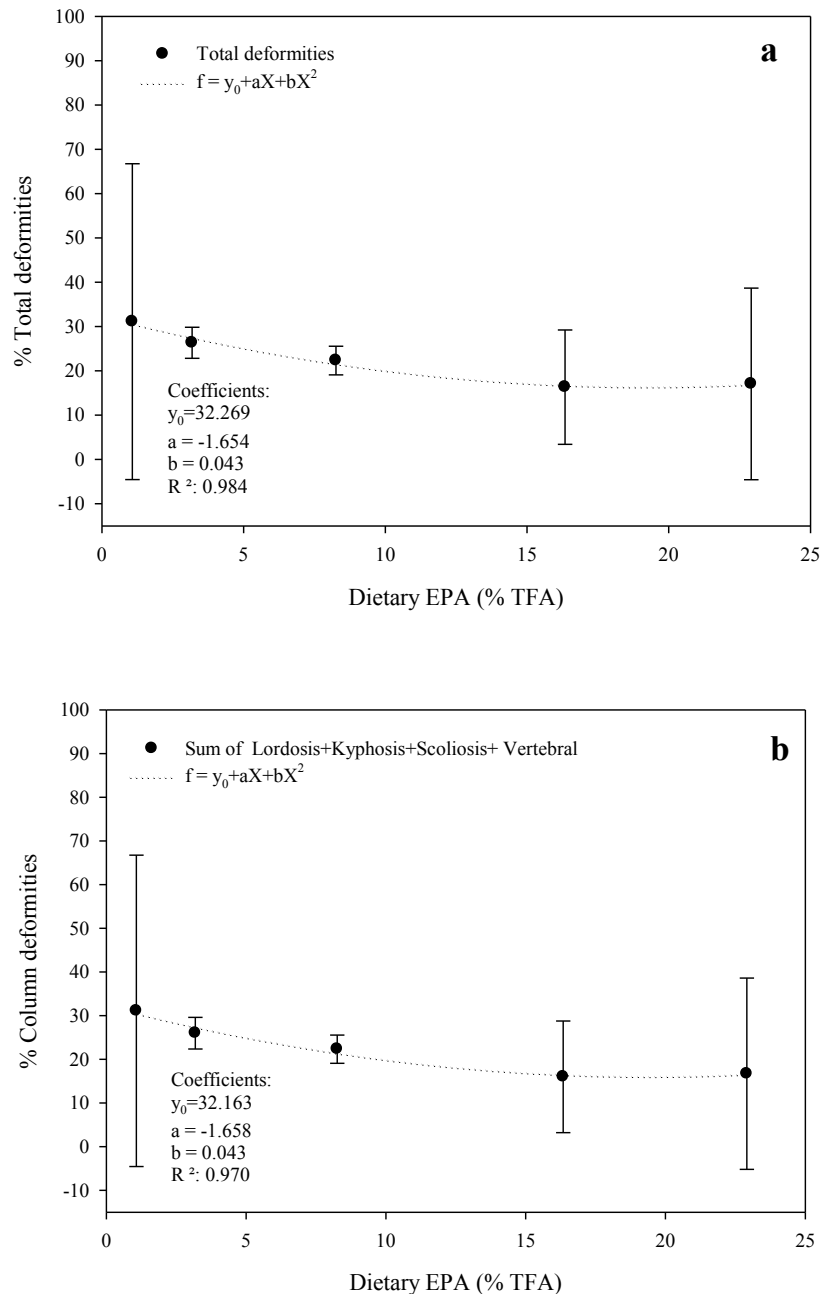 100
90
80
70
60
50
40
30
20
10
0
-10
% Total deformities
Total deformities
f = y₀+aX+bX²
a
Coefficients:
y₀=32.269
a = -1.654
b = 0.043
R ²: 0.984
0 5 10 15 20 25
Dietary EPA (% TFA)
100
90
80
70
60
50
40
30
20
10
0
-10
% Column deformities
Sum of Lordosis+Kyphosis+Scoliosis+ Vertebral
f = y₀+aX+bX²
b
Coefficients:
y₀=32.163
a = -1.658
b = 0.043
R ²: 0.970
0 5 10 15 20 25
Dietary EPA (% TFA)